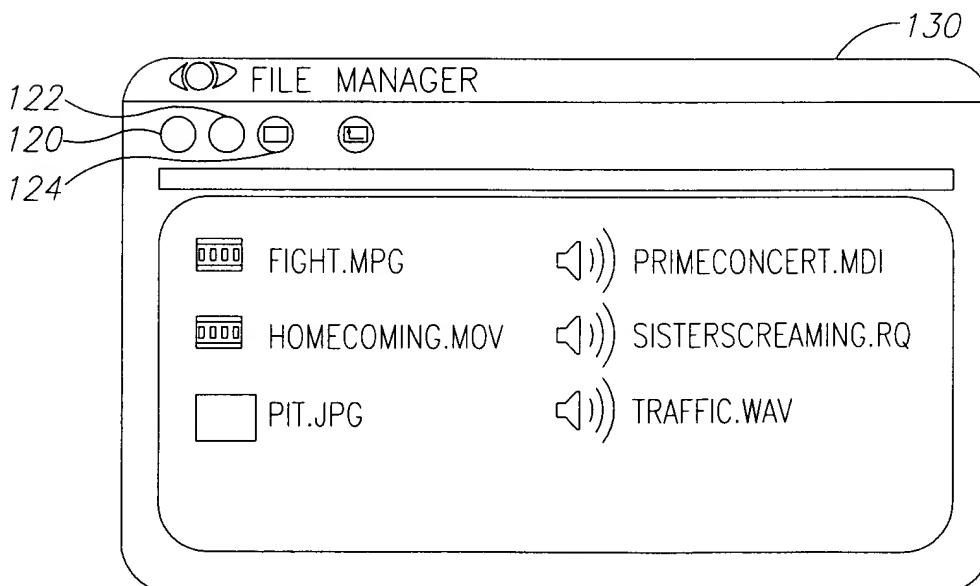 130
FILE MANAGER
122
120
124
FIGHT.MPG
PRIMECONCERT.MDI
HOMECOMING.MOV
SISTERSCREAMING.RQ
PIT.JPG
TRAFFIC.WAV